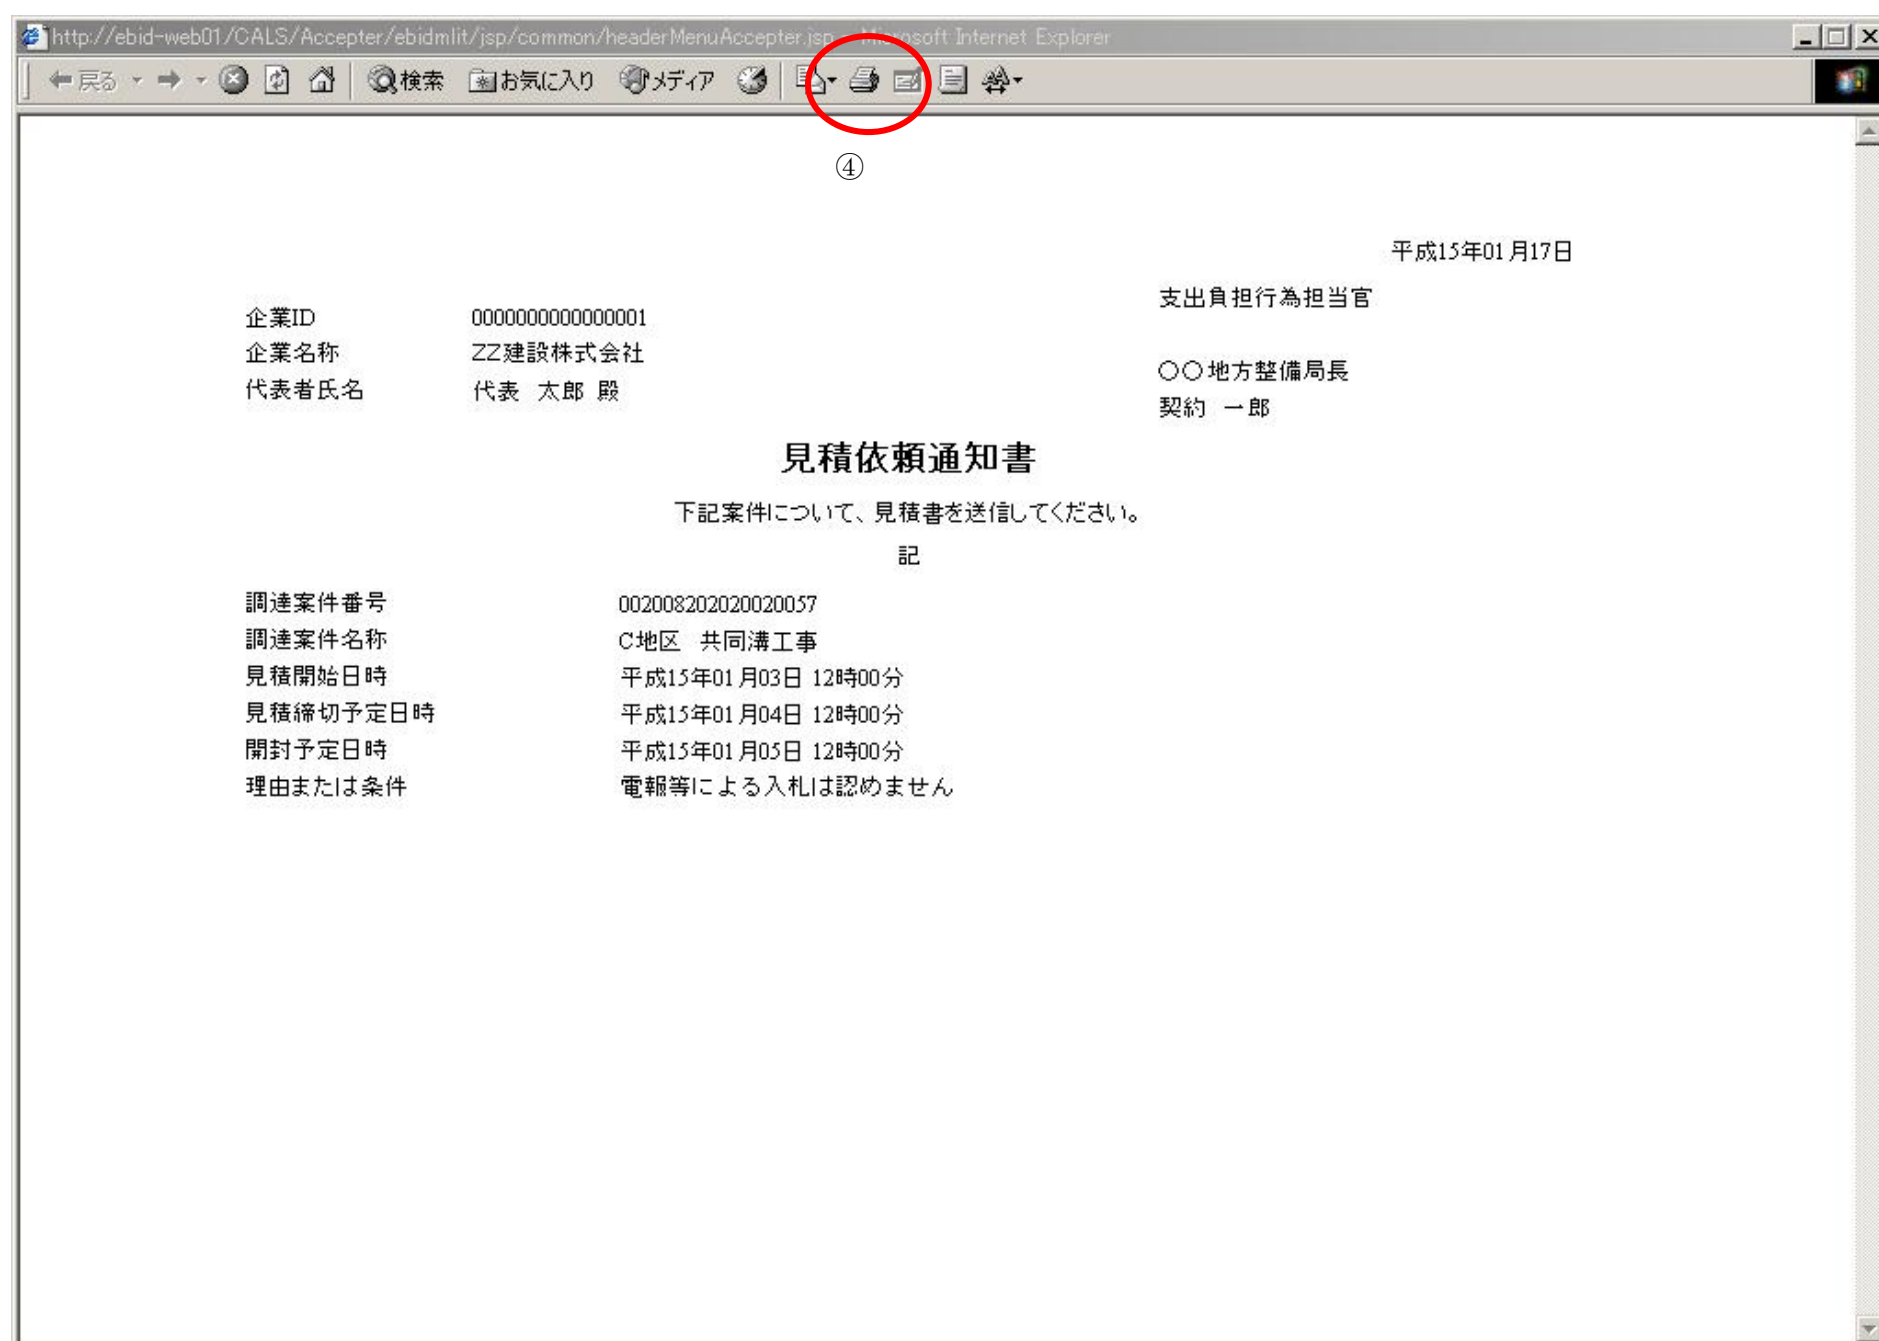 http://ebid-web01/CALS/Accepter/ebidmlit/jsp/common/headerMenuAccepter.jsp - Microsoft Internet Explorer
戻る 検索 お気に入り メディア
④
平成15年01月17日
支出負担行為担当官
企業ID 0000000000000001
企業名称 ZZ建設株式会社
〇〇地方整備局長
代表者氏名 代表 太郎 殿
契約 一郎
見積依頼通知書
下記案件について、見積書を送信してください。
記
調達案件番号 002008202020020057
調達案件名称 C地区 共同溝工事
見積開始日時 平成15年01月03日 12時00分
見積締切予定日時 平成15年01月04日 12時00分
開封予定日時 平成15年01月05日 12時00分
理由または条件 電報等による入札は認めません